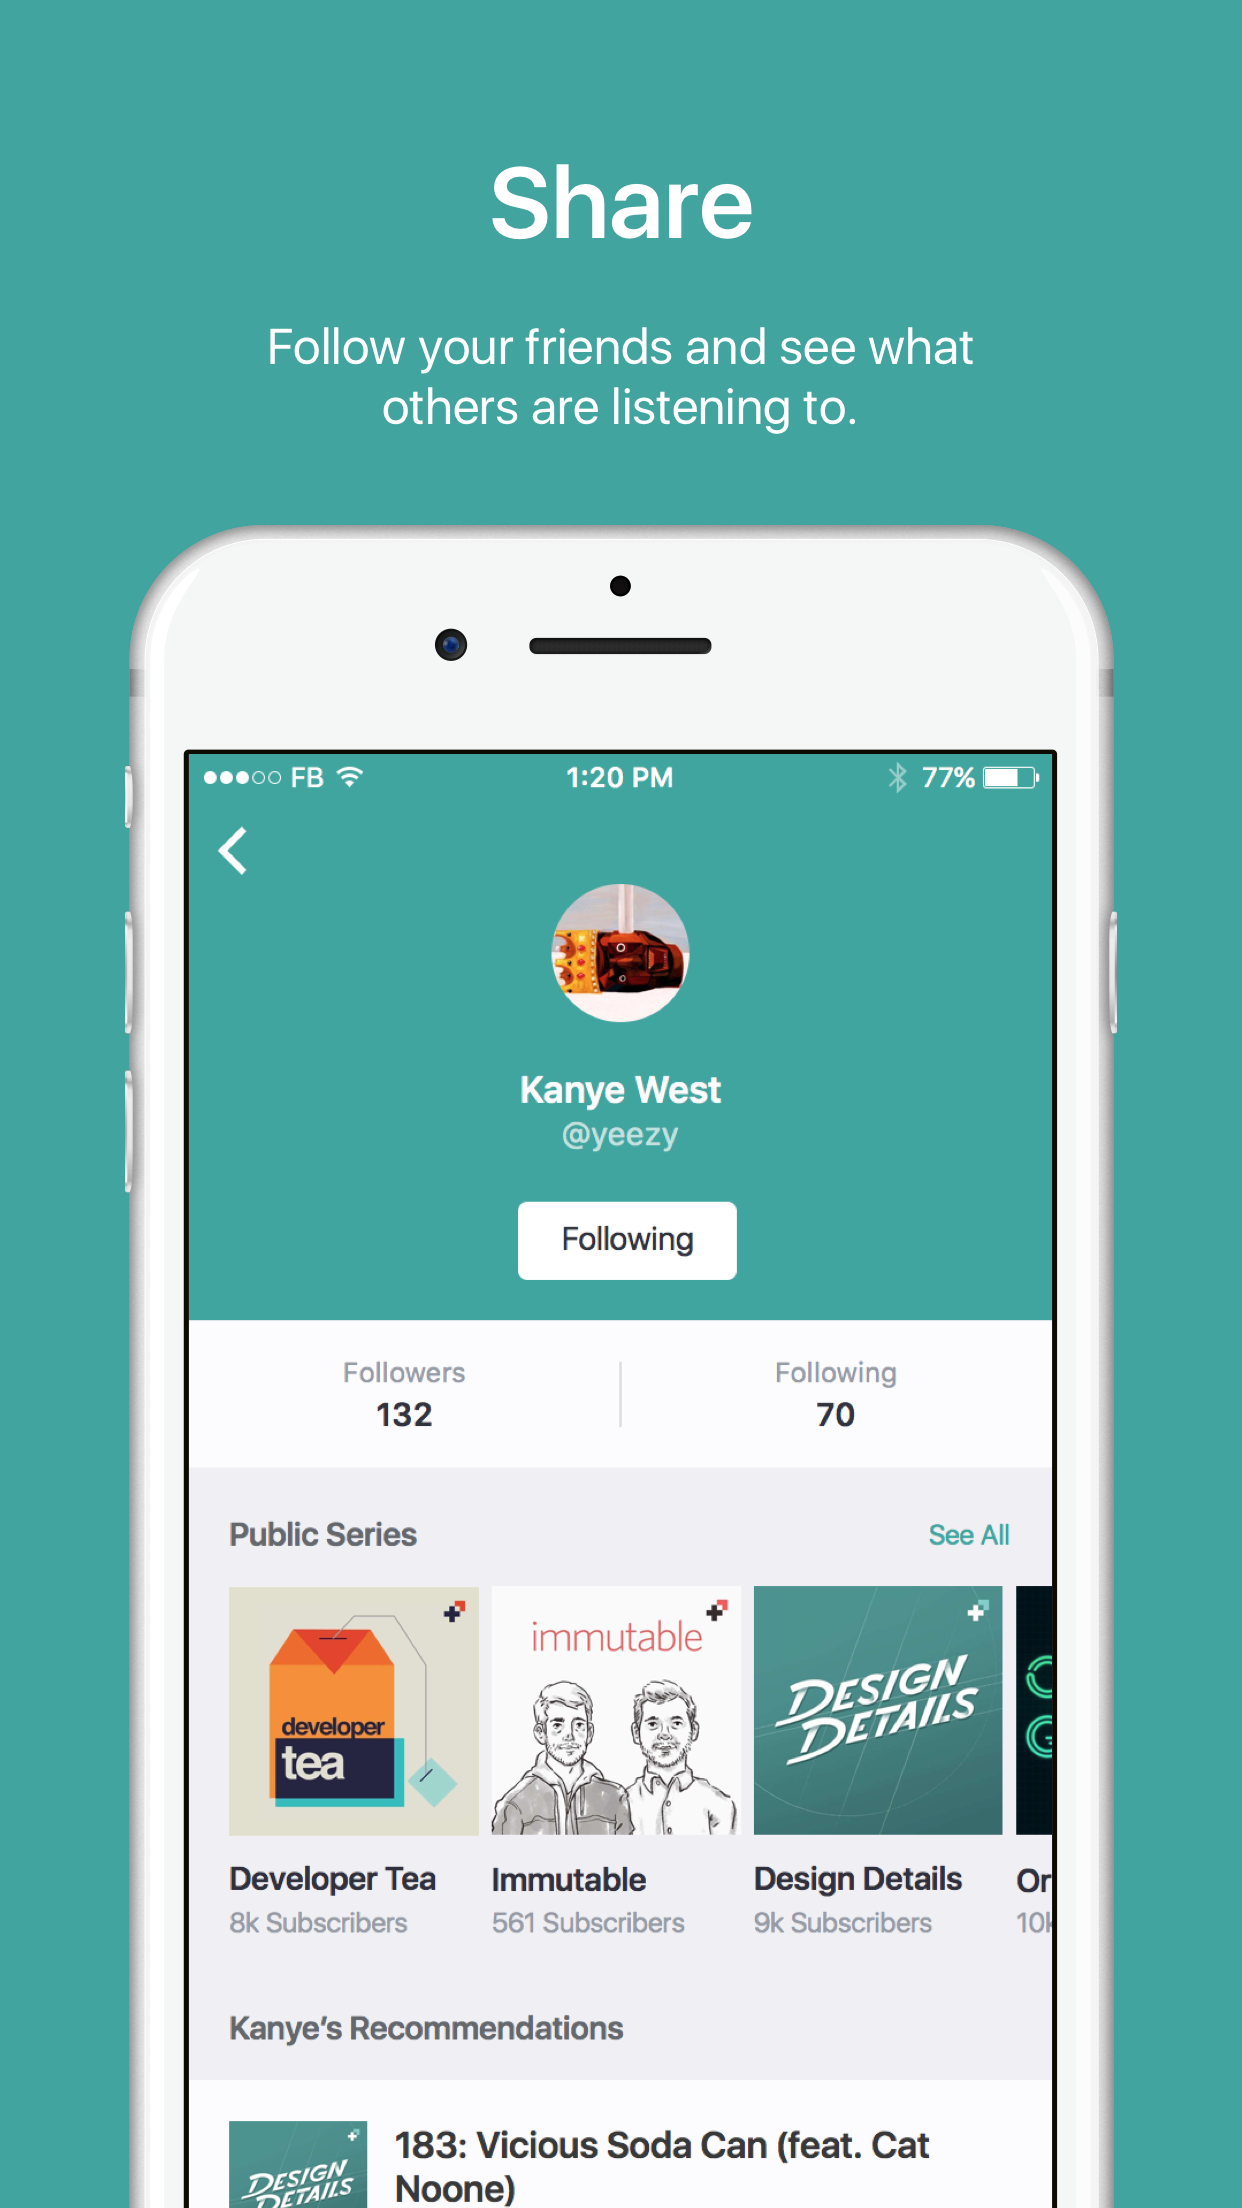 Share
Follow your friends and see what
others are listening to.
FB
1:20 PM
77%
Kanye West
@yeezy
Following
Followers
132
Following
70
Public Series
See All
developer
tea
immutable
DESIGN
DETAILS
Developer Tea
8k Subscribers
Immutable
561 Subscribers
Design Details
9k Subscribers
Or
10k
Kanye's Recommendations
DESIGN
DETAILS
183: Vicious Soda Can (feat. Cat
Noone)